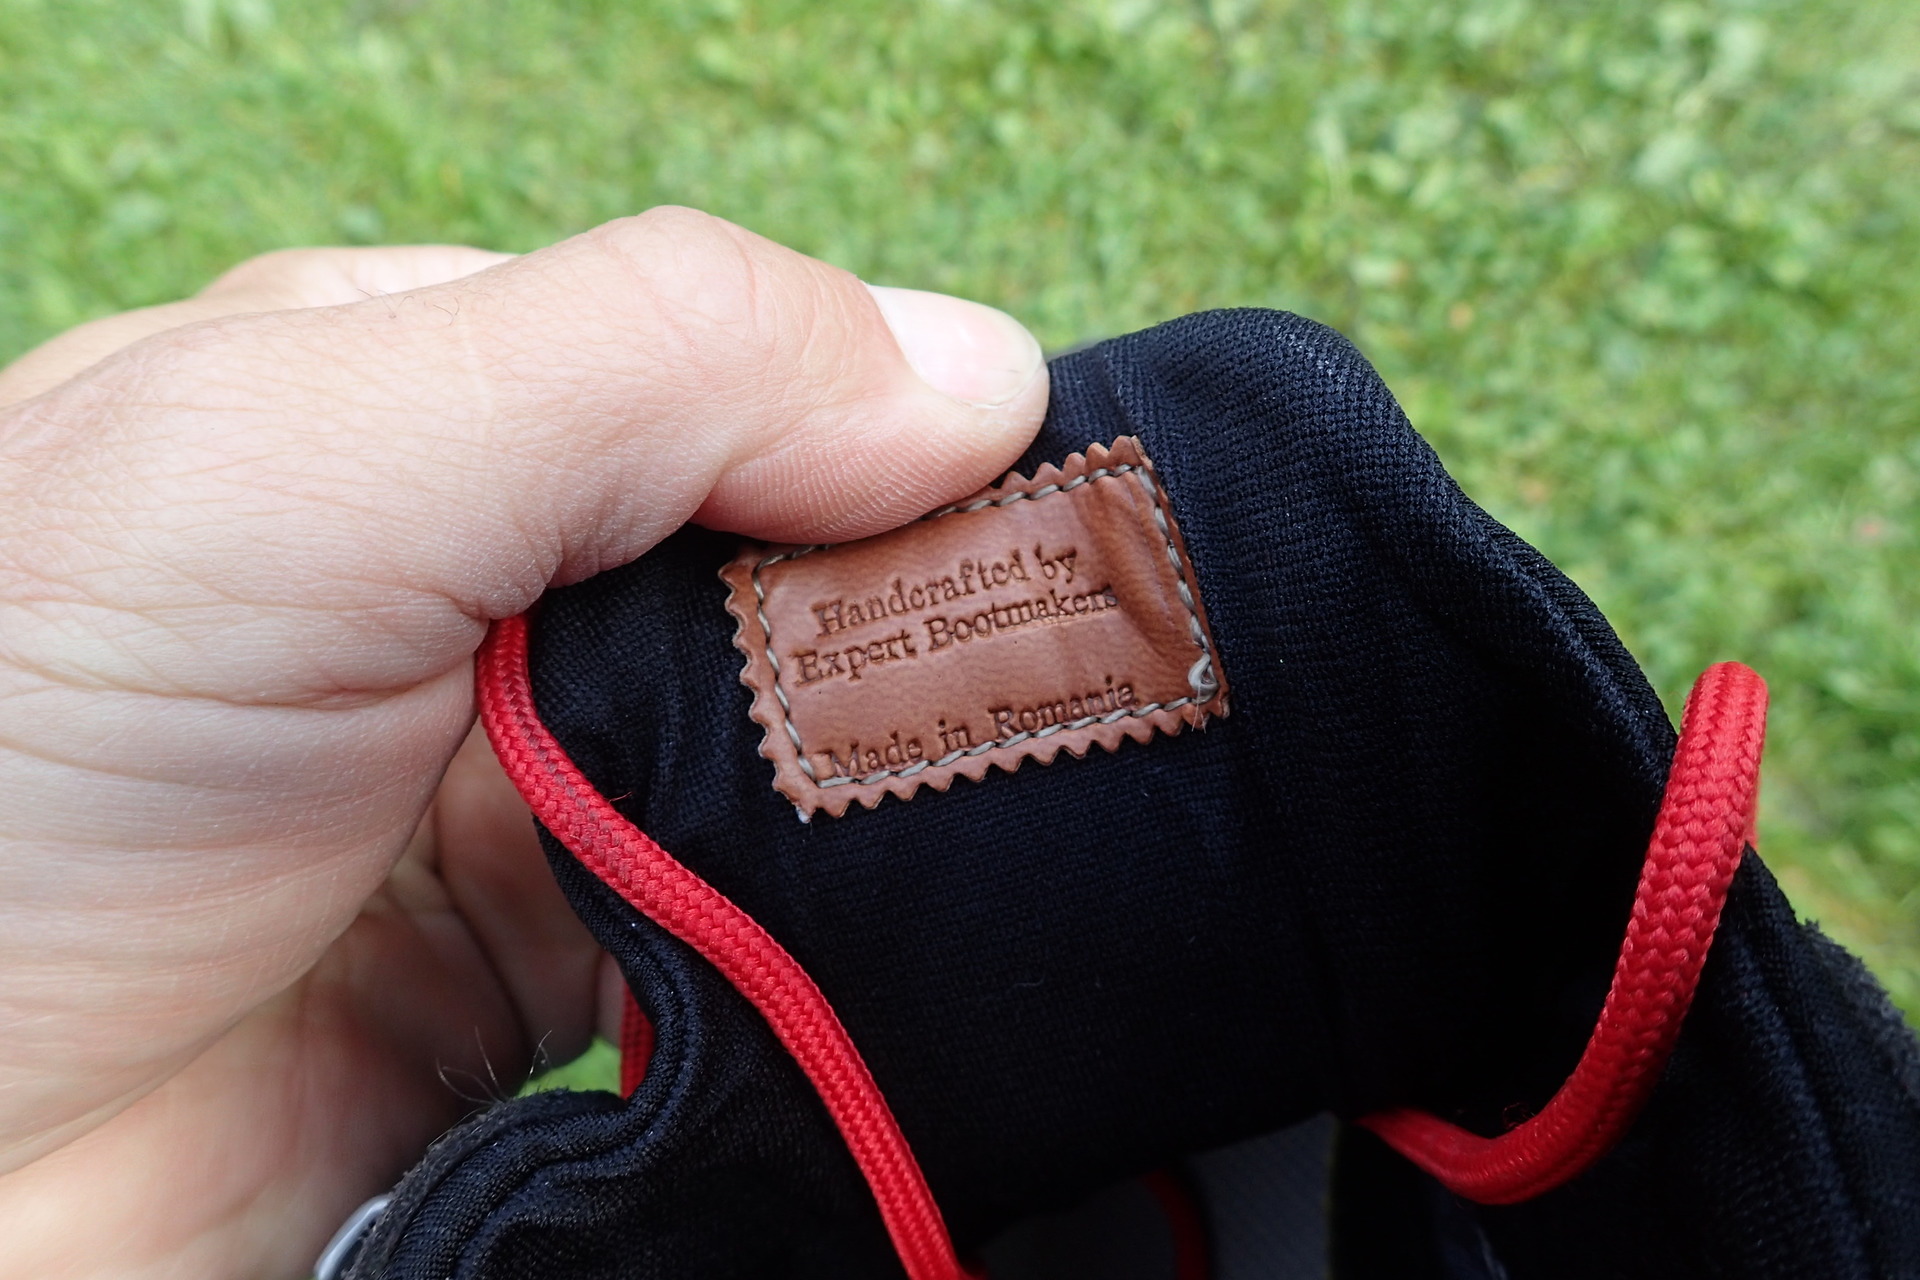 Handcrafted by
Expert Bootmakers
Made in Romania